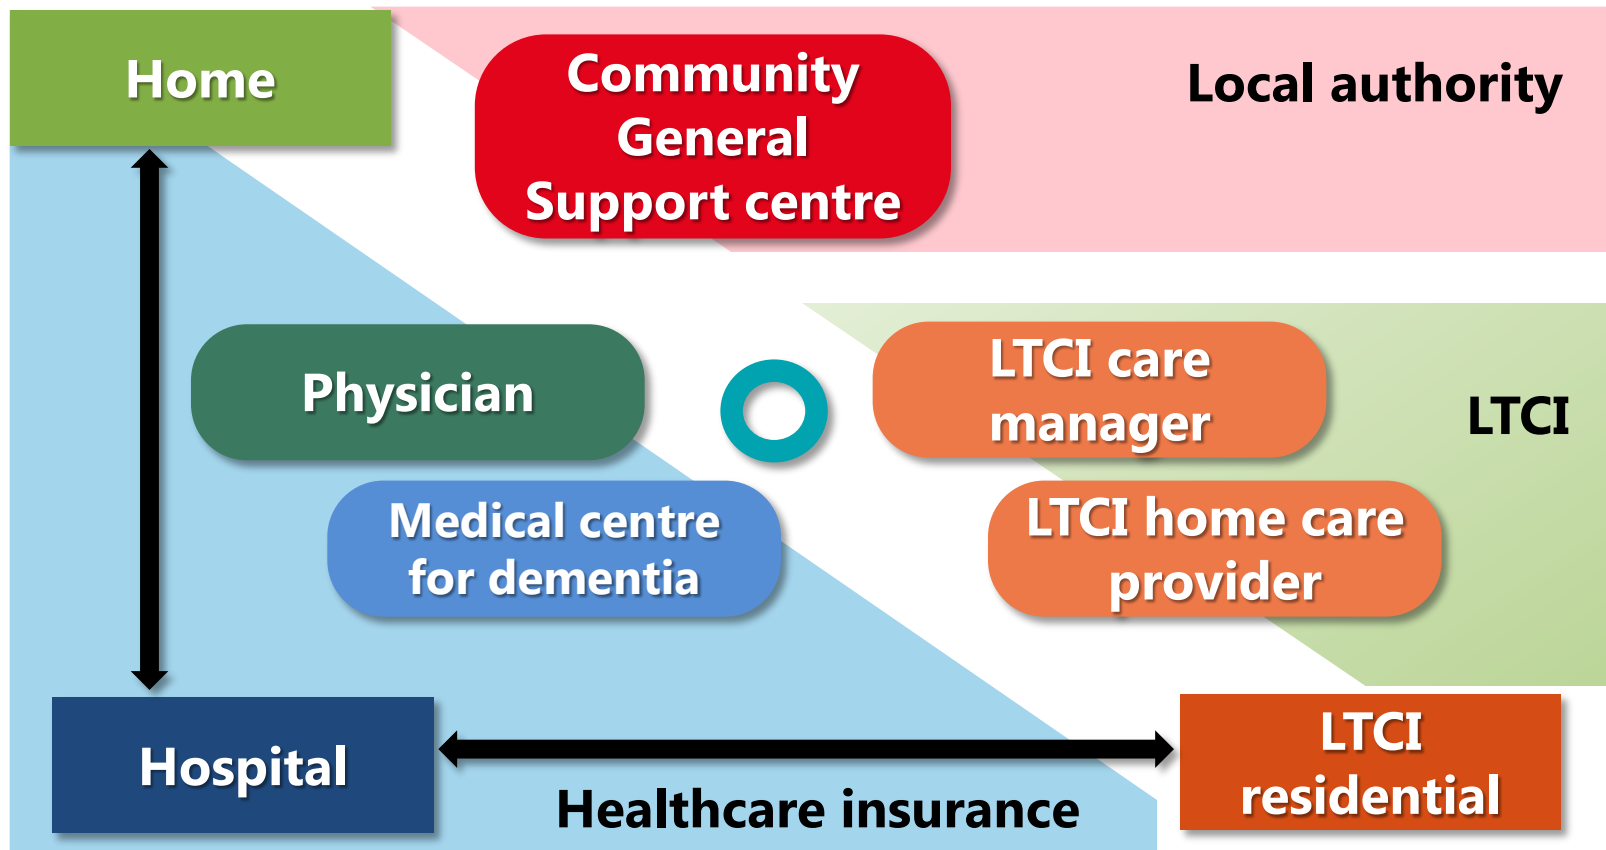 Home
Community
General
Support centre
Local authority
Physician
LTCI care
manager
LTCI
Medical centre
for dementia
LTCI home care
provider
Hospital
Healthcare insurance
LTCI
residential